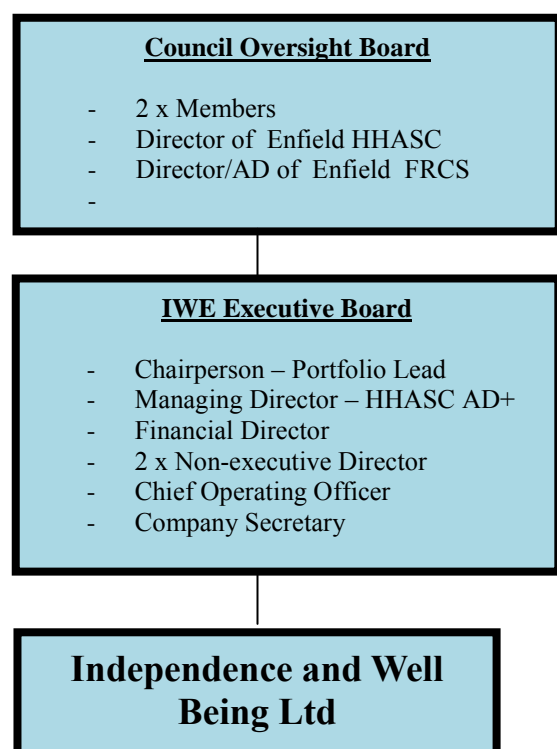 Council Oversight Board
- 2 x Members
- Director of Enfield HHASC
- Director/AD of Enfield FRCS
-
IWE Executive Board
- Chairperson – Portfolio Lead
- Managing Director – HHASC AD+
- Financial Director
- 2 x Non-executive Director
- Chief Operating Officer
- Company Secretary
Independence and Well
Being Ltd